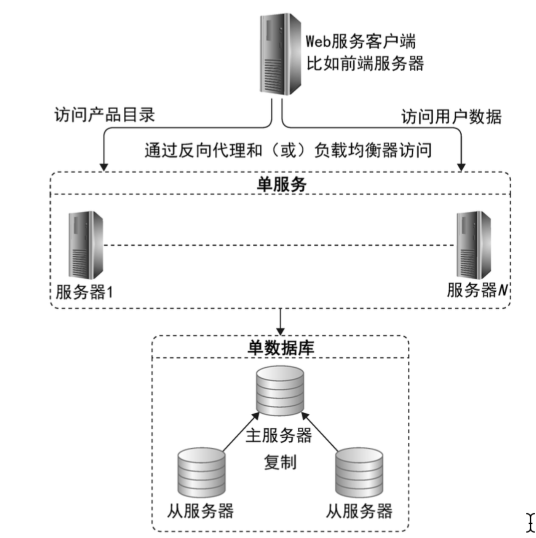 Web服务客户端
比如前端服务器
访问产品目录
访问用户数据
通过反向代理和（或）负载均衡器访问
单服务
服务器1
服务器N
单数据库
主服务器
复制
从服务器
从服务器